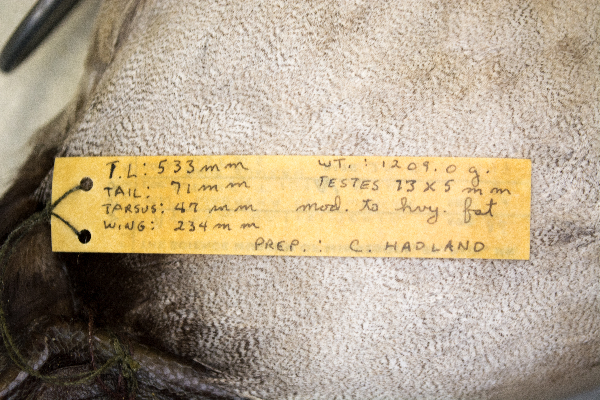 T.L: 533 mm WT.: 1209.0 g.
TAIL: 71 mm TESTES 13 X 5 mm
TARSUS: 47 mm mod. to hvy. fat
WING: 234 mm
PREP.: C. HADLAND